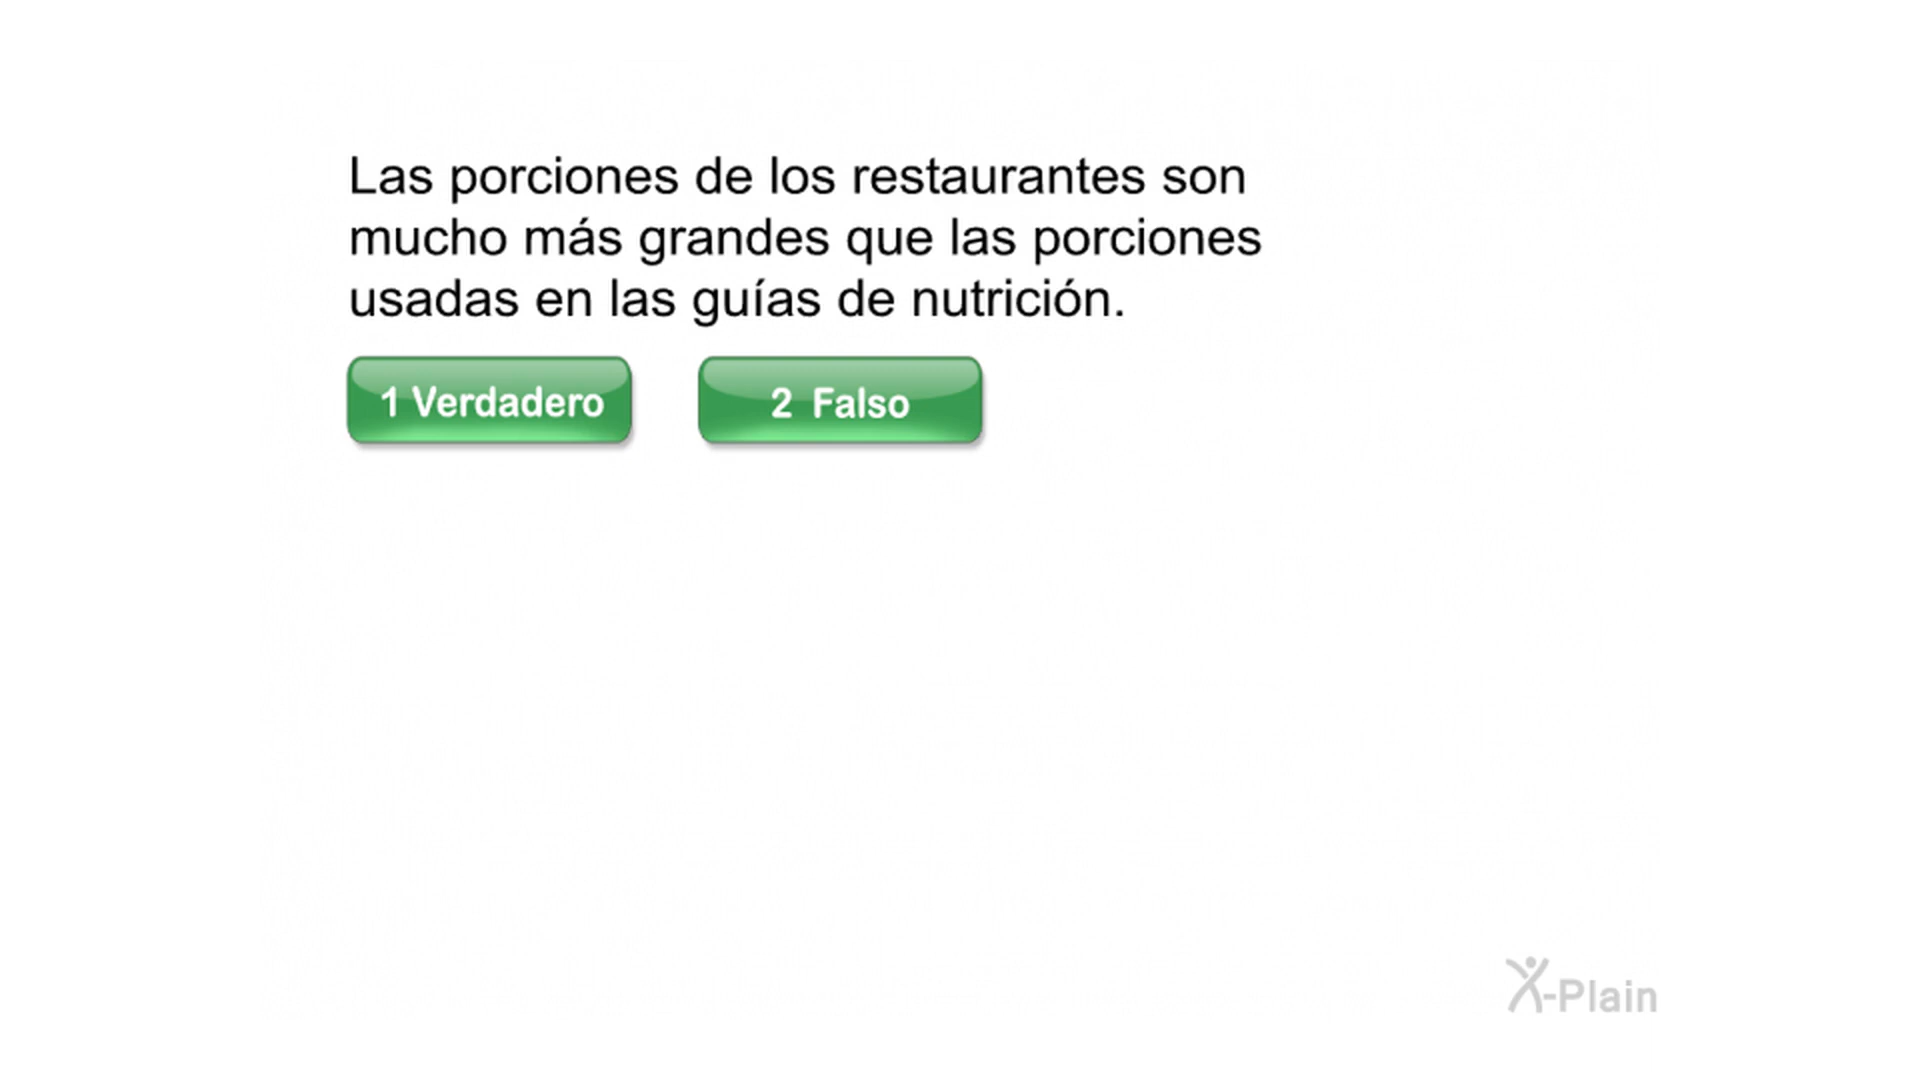 Las porciones de los restaurantes son
mucho más grandes que las porciones
usadas en las guías de nutrición.
1 Verdadero
2 Falso
X-Plain